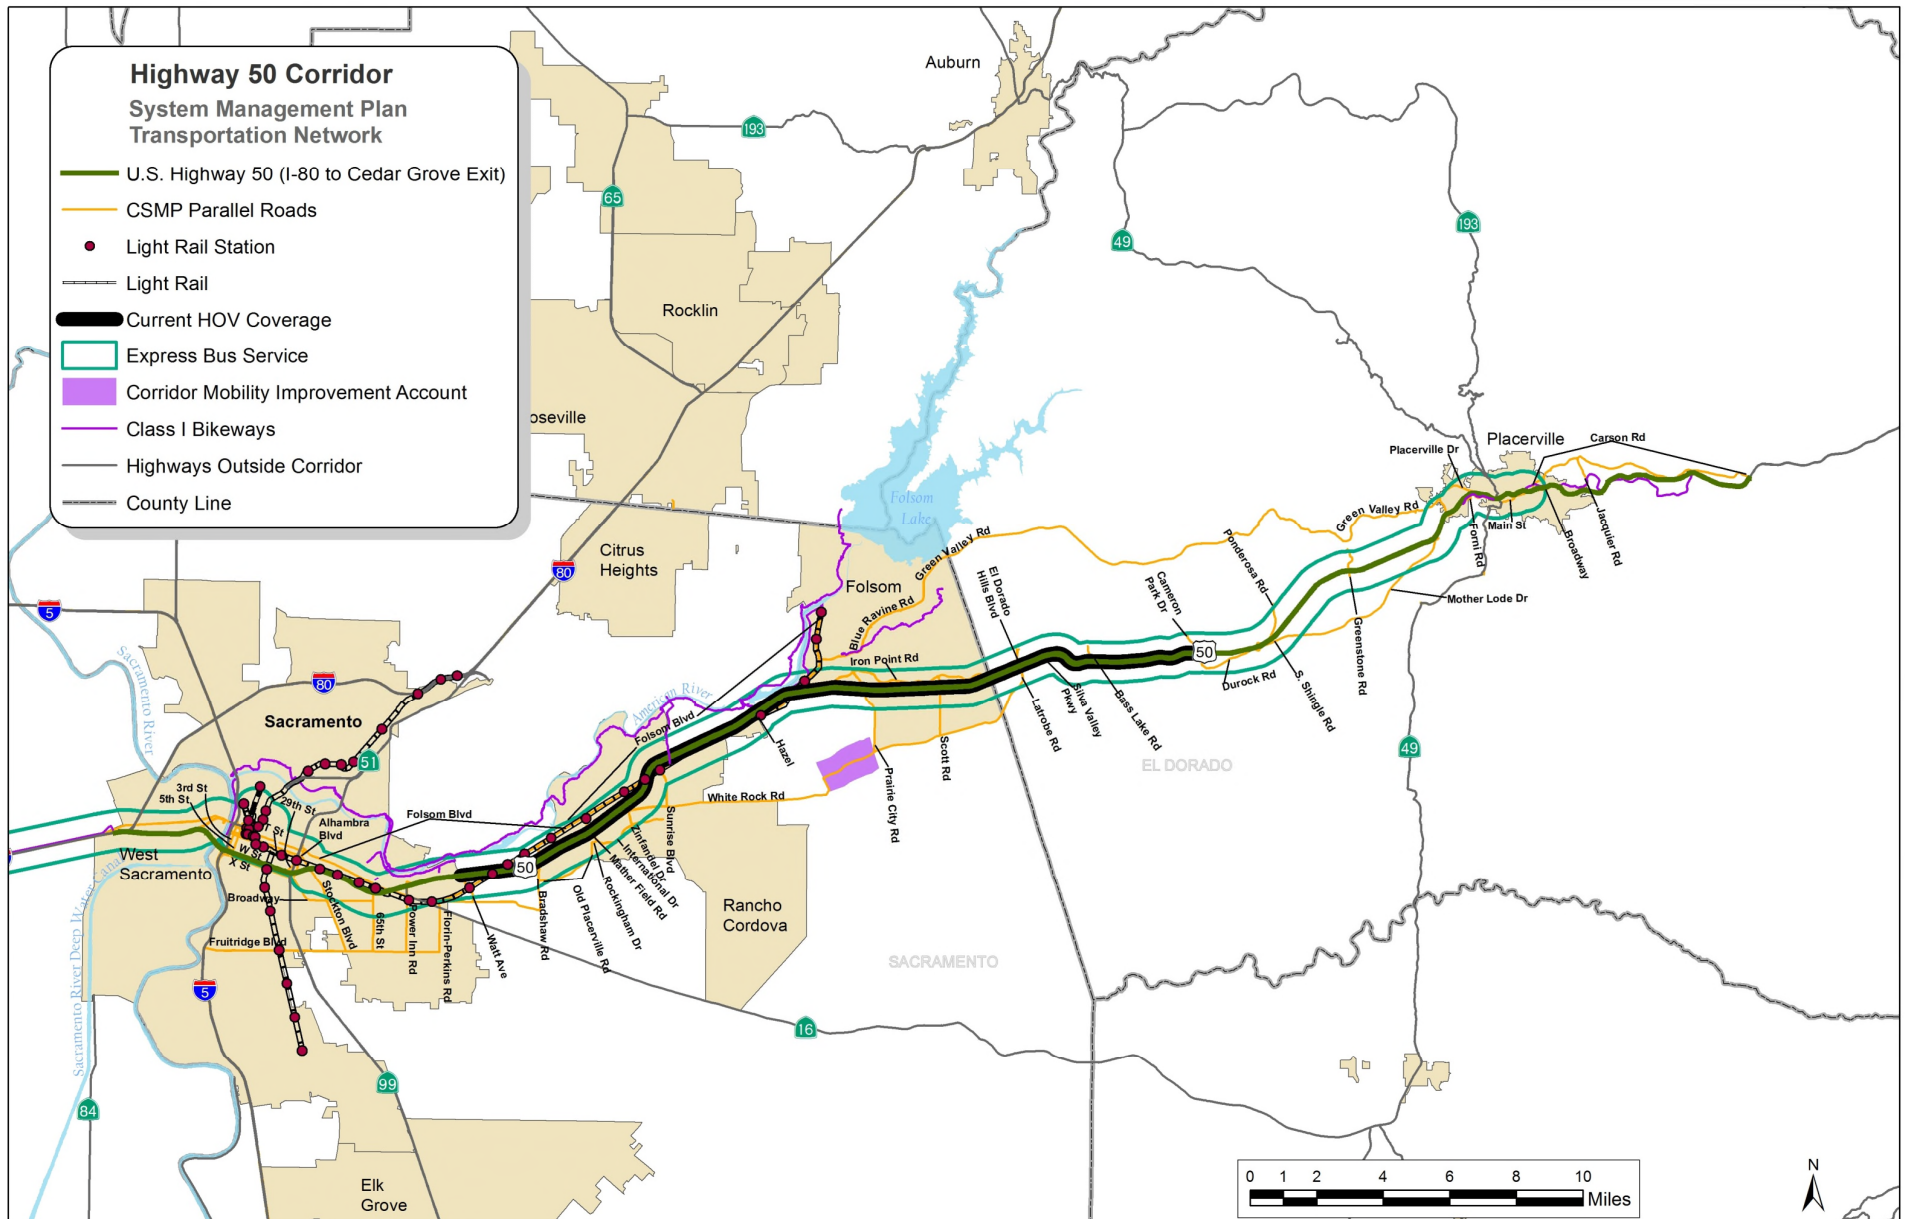 Highway 50 Corridor
System Management Plan
Transportation Network
U.S. Highway 50 (I-80 to Cedar Grove Exit)
CSMP Parallel Roads
Light Rail Station
Light Rail
Current HOV Coverage
Express Bus Service
Corridor Mobility Improvement Account
Class I Bikeways
Highways Outside Corridor
County Line
Auburn
193
65
49
193
Rocklin
oseville
Citrus
Heights
80
5
Folsom
Lake
Folsom
Green Valley Rd
Blue Ravine Rd
Iron Point Rd
El Dorado
Hills Blvd
Cameron
Park Dr
Ponderosa Rd
Green Valley Rd
Placerville Dr
Placerville
Carson Rd
Main St
Forni Rd
Broadway
Jacquier Rd
Mother Lode Dr
Greenstone Rd
50
Durock Rd
S. Shingle Rd
Bass Lake Rd
Silva Valley
Pkwy
Latrobe Rd
Scott Rd
Prairie City Rd
White Rock Rd
Hazel
EL DORADO
49
Sacramento River
80
Sacramento
51
American River
Folsom Blvd
3rd St
5th St
29th St
T St
W St
X St
Alhambra
Blvd
Folsom Blvd
West
Sacramento
Broadway
Stockton Blvd
65th St
Power Inn Rd
Florin-Perkins Rd
Watt Ave
50
Bradshaw Rd
Old Placerville Rd
Rockingham Dr
Mather Field Rd
International Dr
Zinfandel Dr
Sunrise Blvd
Fruitridge Blvd
Rancho
Cordova
SACRAMENTO
Sacramento River Deep Water Canal
5
16
99
84
Elk
Grove
0 1 2 4 6 8 10
Miles
N